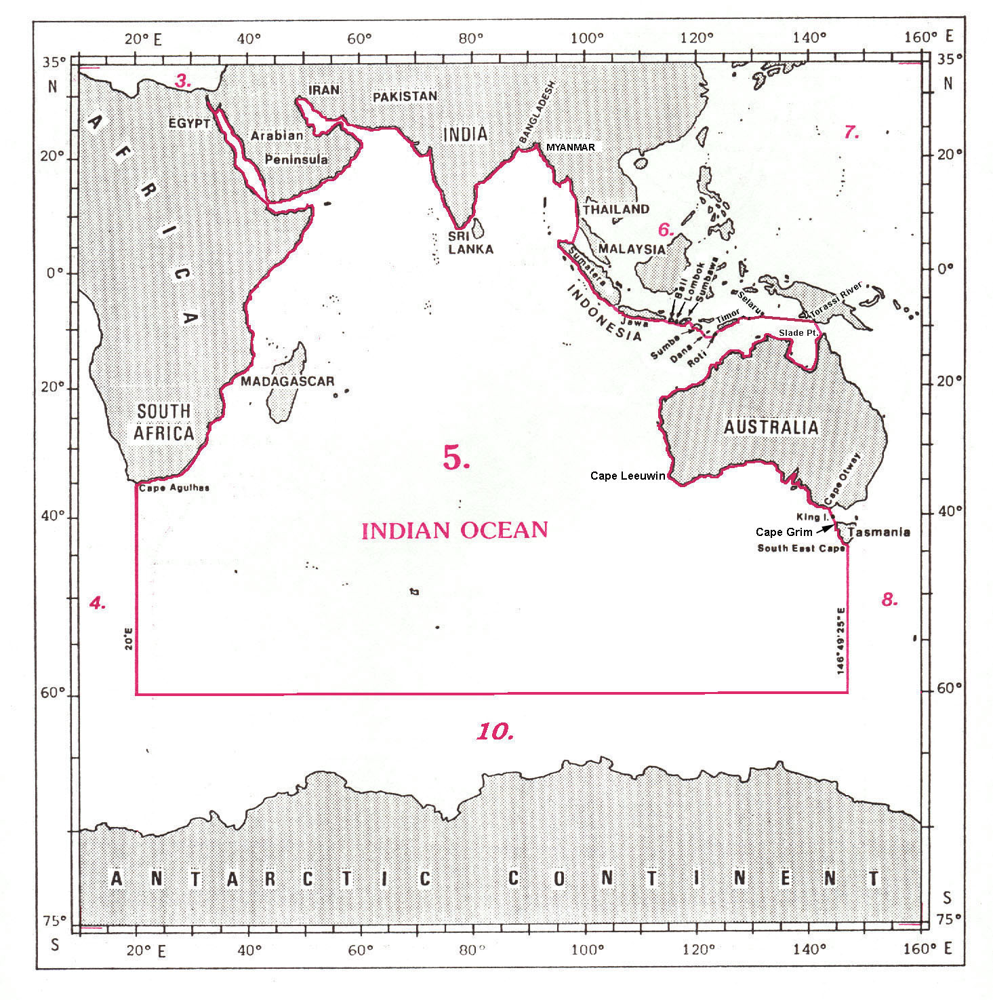 20° E 40° 60° 80° 100° 120° 140° 160° E
35° 35°
N N
3.
IRAN
PAKISTAN
BANGLADESH
EGYPT
Arabian
Peninsula
INDIA
MYANMAR
7.
AFRICA
20° 20°
THAILAND
6.
SRI
LANKA
MALAYSIA
Sumatera
0° 0°
Bali
Lombok
Sumbawa
INDONESIA
Jawa
Selaru
Timor
Torassi River
Sumba
Dana
Roti
Slade Pt.
MADAGASCAR
20° 20°
SOUTH
AFRICA
AUSTRALIA
5.
Cape Leeuwin
Cape Otway
Cape Agulhas
40° 40°
King I.
INDIAN OCEAN
Cape Grim
Tasmania
South East Cape
4.
8.
20°E
146°49'25"E
60° 60°
10.
ANTARCTIC CONTINENT
S
75° 75°
S
20° E 40° 60° 80° 100° 120° 140° 160° E